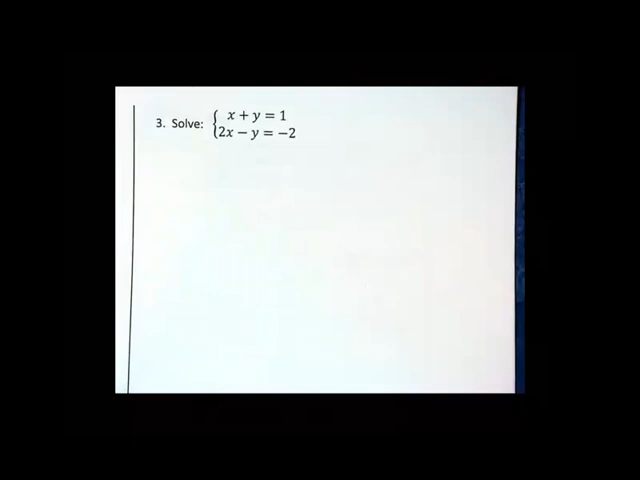 3. Solve: { x + y = 1
2x − y = −2